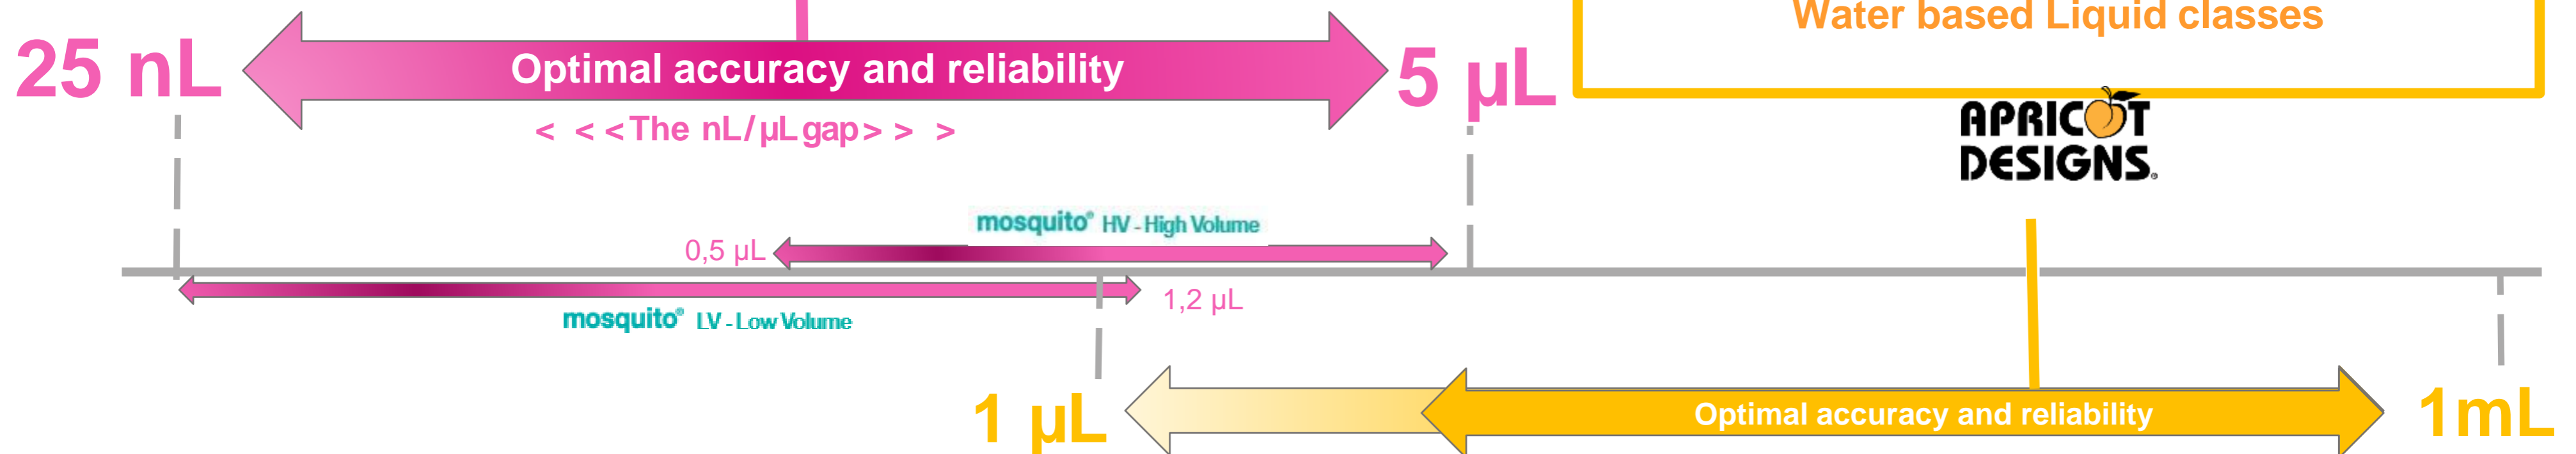 Water based Liquid classes
25 nL
Optimal accuracy and reliability
5 µL
< < < The nL/µL gap > > >
APRICOT
DESIGNS®
mosquito® HV - High Volume
0,5 µL
1,2 µL
mosquito® LV - Low Volume
1 µL
Optimal accuracy and reliability
1mL